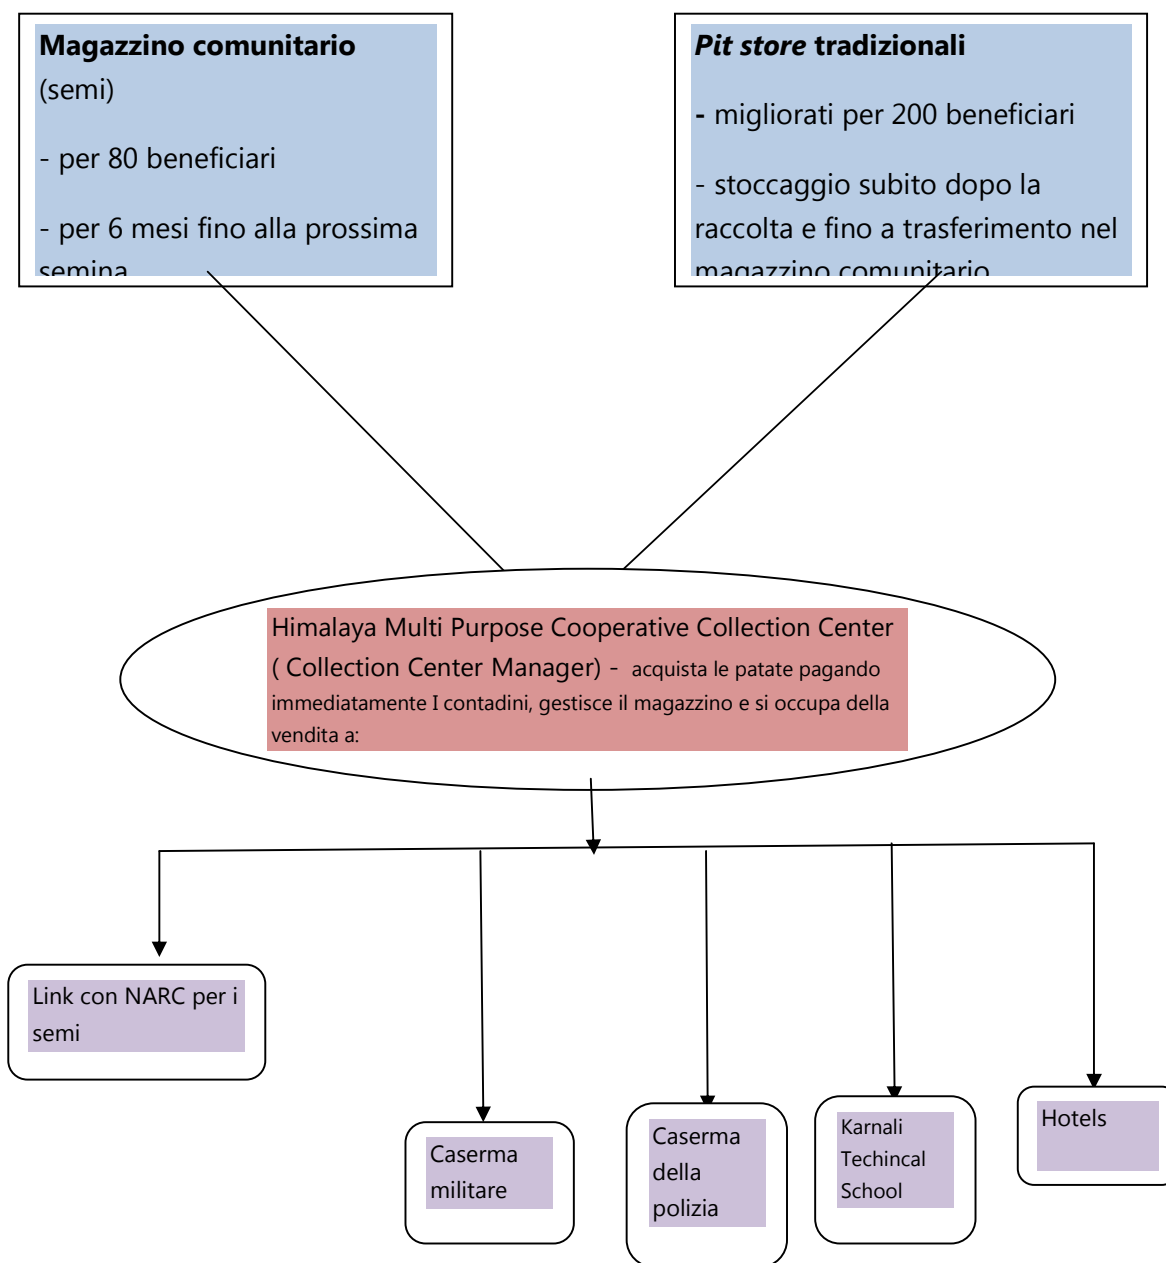 Magazzino comunitario
(semi)
- per 80 beneficiari
- per 6 mesi fino alla prossima
semina
Pit store tradizionali
- migliorati per 200 beneficiari
- stoccaggio subito dopo la
raccolta e fino a trasferimento nel
magazzino comunitario
Himalaya Multi Purpose Cooperative Collection Center
( Collection Center Manager) - acquista le patate pagando
immediatamente I contadini, gestisce il magazzino e si occupa della
vendita a:
Link con NARC per i
semi
Caserma
militare
Caserma
della
polizia
Karnali
Techincal
School
Hotels